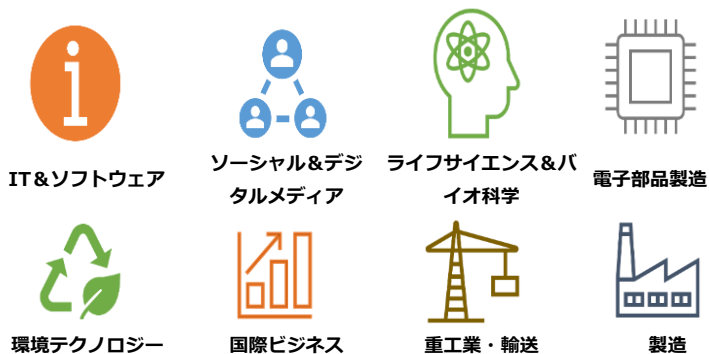 IT&ソフトウェア
ソーシャル&デジ
タルメディア
ライフサイエンス&バ
イオ科学
電子部品製造
環境テクノロジー
国際ビジネス
重工業・輸送
製造